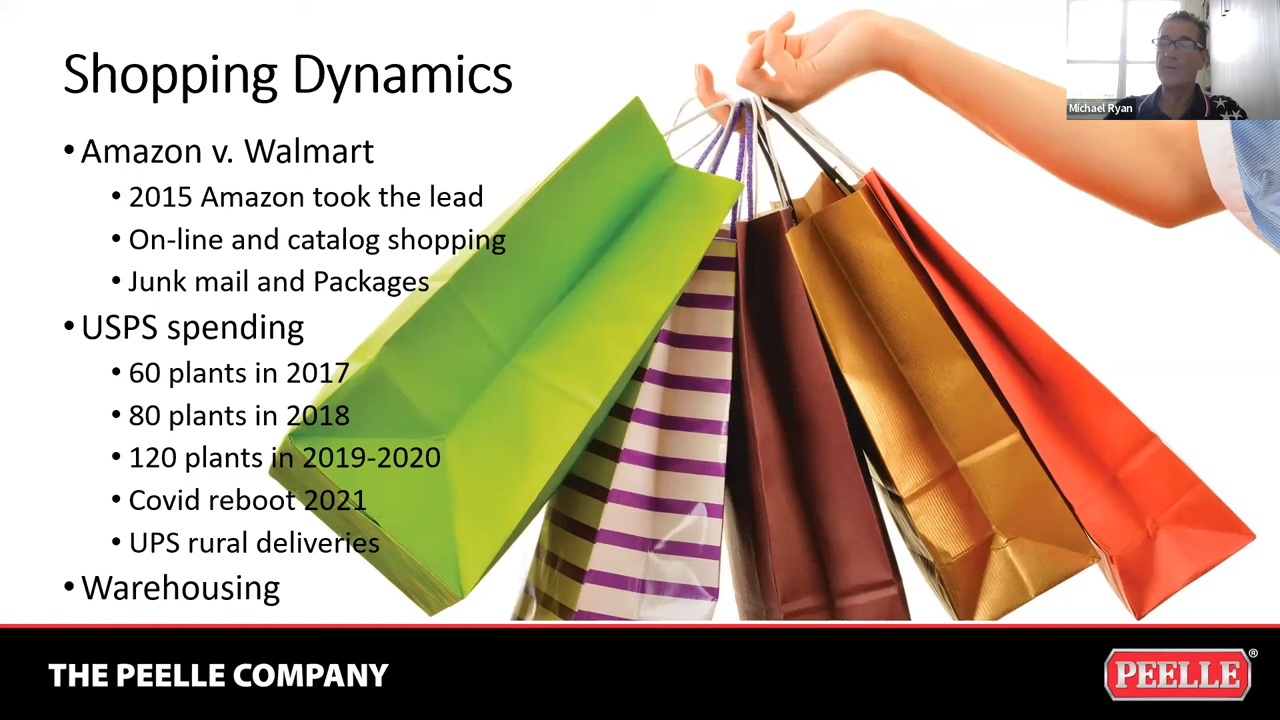 Shopping Dynamics
Michael Ryan
• Amazon v. Walmart
• 2015 Amazon took the lead
• On-line and catalog shopping
• Junk mail and Packages
• USPS spending
• 60 plants in 2017
• 80 plants in 2018
• 120 plants in 2019-2020
• Covid reboot 2021
• UPS rural deliveries
• Warehousing
THE PEELLE COMPANY
PEELLE®